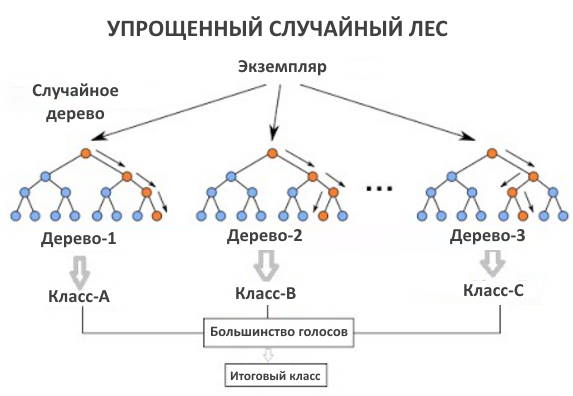 УПРОЩЕННЫЙ СЛУЧАЙНЫЙ ЛЕС
Экземпляр
Случайное
дерево
...
Дерево-1
Дерево-2
Дерево-3
Класс-A
Класс-B
Класс-C
Большинство голосов
Итоговый класс